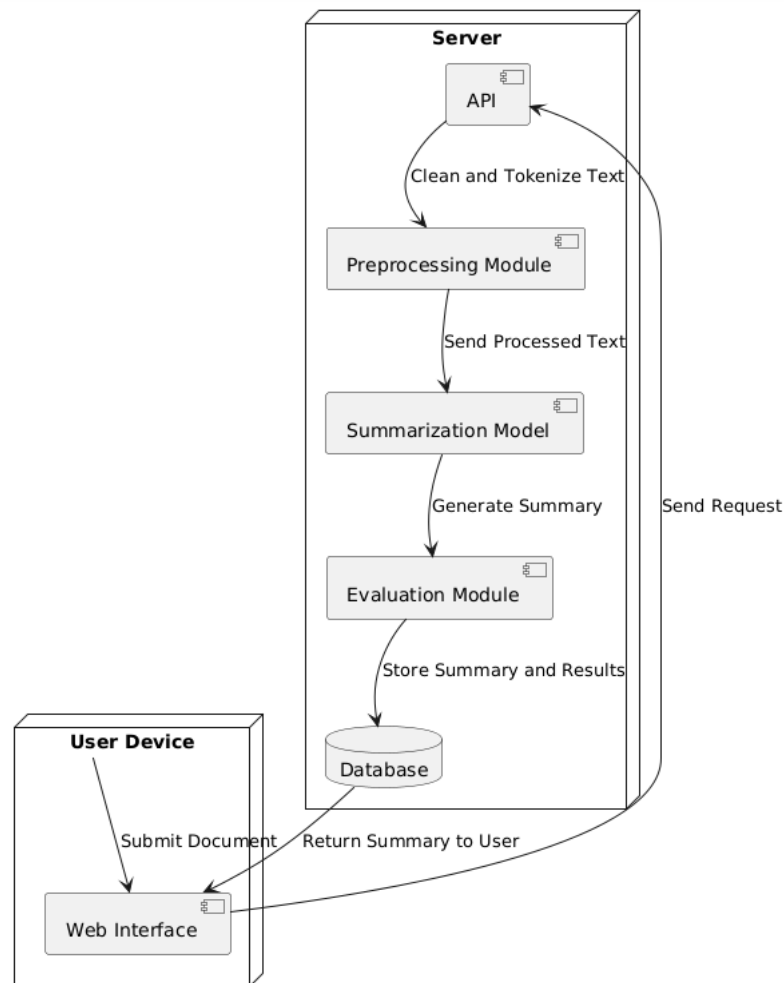 Server
API
Clean and Tokenize Text
Preprocessing Module
Send Processed Text
Summarization Model
Generate Summary
Send Request
Evaluation Module
Store Summary and Results
User Device
Database
Submit Document
Return Summary to User
Web Interface